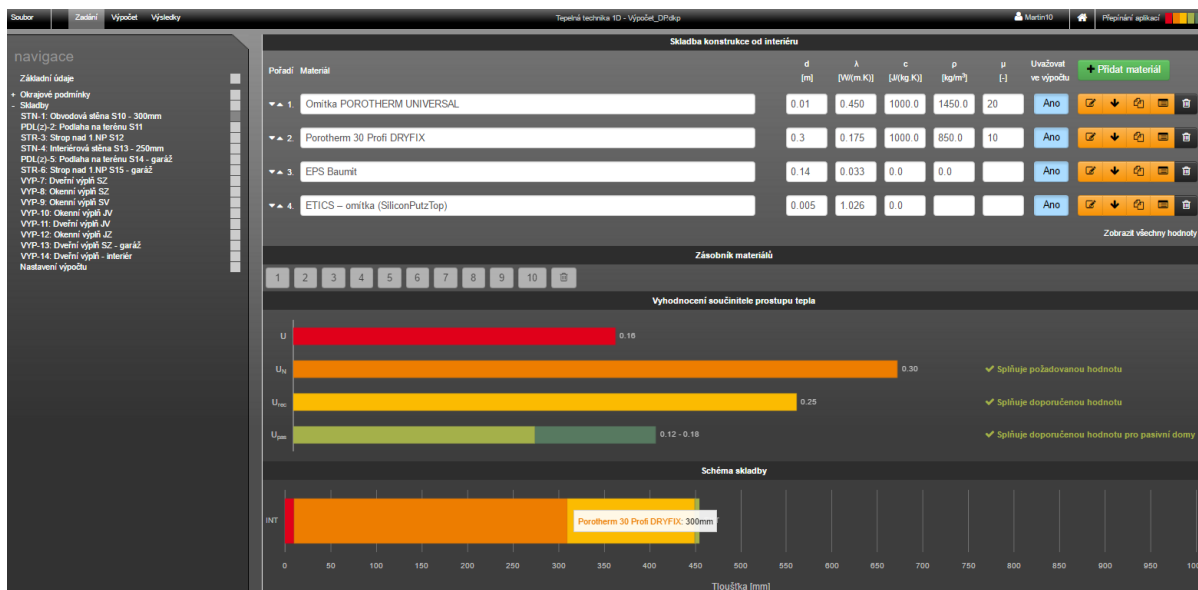 Soubor Zadání Výpočet Výsledky Tepelná technika 1D - Výpočet_DP.dkp Martin10 Přepínání aplikací
navigace
Základní údaje
+ Okrajové podmínky
- Skladby
STN-1: Obvodová stěna S10 - 300mm
PDL(z)-2: Podlaha na terénu S11
STR-3: Strop nad 1.NP S12
STN-4: Interiérová stěna S13 - 250mm
PDL(z)-5: Podlaha na terénu S14 - garáž
STR-6: Strop nad 1.NP S15 - garáž
VYP-7: Dveřní výplň SZ
VYP-8: Okenní výplň SZ
VYP-9: Okenní výplň SV
VYP-10: Okenní výplň JV
VYP-11: Dveřní výplň JV
VYP-12: Okenní výplň JZ
VYP-13: Dveřní výplň SZ - garáž
VYP-14: Dveřní výplň - interiér
Nastavení výpočtu
Skladba konstrukce od interiéru
Pořadí Materiál d [m] λ [W/(m.K)] c [J/(kg.K)] ρ [kg/m³] μ [-] Uvažovat ve výpočtu + Přidat materiál
1. Omítka POROTHERM UNIVERSAL 0.01 0.450 1000.0 1450.0 20 Ano
2. Porotherm 30 Profi DRYFIX 0.3 0.175 1000.0 850.0 10 Ano
3. EPS Baumit 0.14 0.033 0.0 0.0 Ano
4. ETICS – omítka (SiliconPutzTop) 0.005 1.026 0.0 Ano
Zobrazit všechny hodnoty
Zásobník materiálů
1 2 3 4 5 6 7 8 9 10
Vyhodnocení součinitele prostupu tepla
U 0.16
UN 0.30 Splňuje požadovanou hodnotu
Urec 0.25 Splňuje doporučenou hodnotu
Upas 0.12 - 0.18 Splňuje doporučenou hodnotu pro pasivní domy
Schéma skladby
INT Porotherm 30 Profi DRYFIX: 300mm
0 50 100 150 200 250 300 350 400 450 500 550 600 650 700 750 800 850 900 950
Tloušťka [mm]